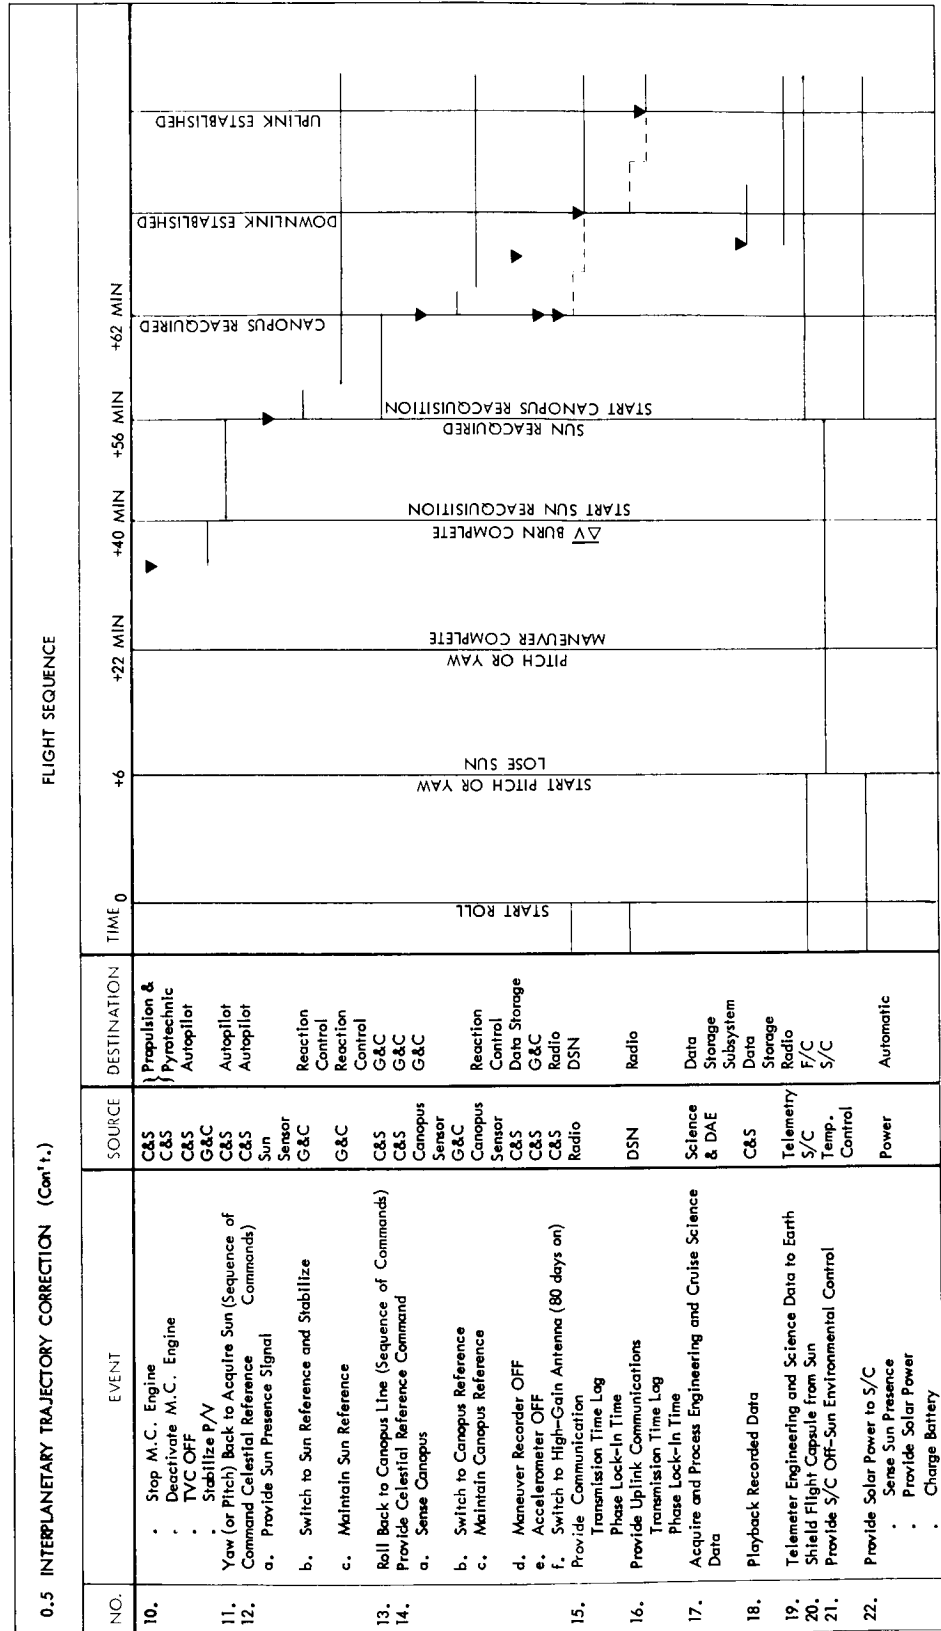 0.5 INTERPLANETARY TRAJECTORY CORRECTION (Con't.)
FLIGHT SEQUENCE
NO. EVENT SOURCE DESTINATION TIME 0 +6 +22 MIN +40 MIN +56 MIN +62 MIN
10. . Stop M.C. Engine C&S } Propulsion &
. Deactivate M.C. Engine C&S } Pyrotechnic
. TVC OFF C&S Autopilot
. Stabilize P/V G&C
11. Yaw (or Pitch) Back to Acquire Sun (Sequence of Commands) C&S Autopilot
12. Command Celestial Reference C&S Autopilot
a. Provide Sun Presence Signal Sun
Sensor
b. Switch to Sun Reference and Stabilize G&C Reaction
Control
c. Maintain Sun Reference G&C Reaction
Control
13. Roll Back to Canopus Line (Sequence of Commands) C&S G&C
14. Provide Celestial Reference Command C&S G&C
a. Sense Canopus Canopus G&C
Sensor
b. Switch to Canopus Reference G&C
c. Maintain Canopus Reference Canopus Reaction
Sensor Control
d. Maneuver Recorder OFF C&S Data Storage
e. Accelerometer OFF C&S G&C
f. Switch to High-Gain Antenna (80 days on) C&S Radio
15. Provide Communication Radio DSN
Transmission Time Lag
Phase Lock-In Time
16. Provide Uplink Communications DSN Radio
Transmission Time Lag
Phase Lock-In Time
17. Acquire and Process Engineering and Cruise Science Science Data
Data & DAE Storage
Subsystem
18. Playback Recorded Data C&S Data
Storage
19. Telemeter Engineering and Science Data to Earth Telemetry Radio
20. Shield Flight Capsule from Sun S/C F/C
21. Provide S/C Off-Sun Environmental Control Temp. S/C
Control
22. Provide Solar Power to S/C Power Automatic
. Sense Sun Presence
. Provide Solar Power
. Charge Battery
START ROLL
START PITCH OR YAW
LOSE SUN
PITCH OR YAW
MANEUVER COMPLETE
ΔV BURN COMPLETE
START SUN REACQUISITION
SUN REACQUIRED
START CANOPUS REACQUISITION
CANOPUS REACQUIRED
DOWNLINK ESTABLISHED
UPLINK ESTABLISHED